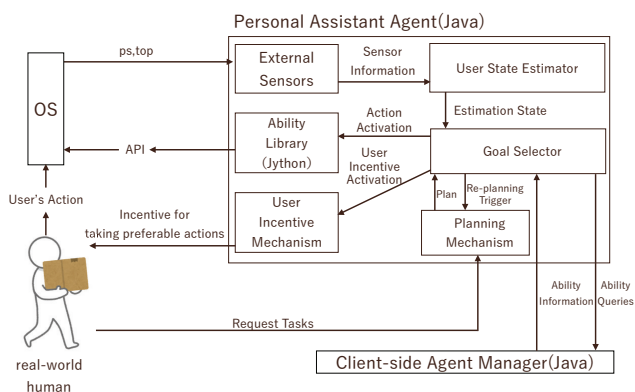 Personal Assistant Agent(Java)
ps,top
External
Sensors
Sensor
Information
User State Estimator
OS
Estimation State
Ability
Library
(Jython)
Action
Activation
API
Goal Selector
User
Incentive
Activation
User's Action
Plan
Re-planning
Trigger
Incentive for
taking preferable actions
User
Incentive
Mechanism
Planning
Mechanism
Ability
Information
Ability
Queries
Request Tasks
real-world
human
Client-side Agent Manager(Java)